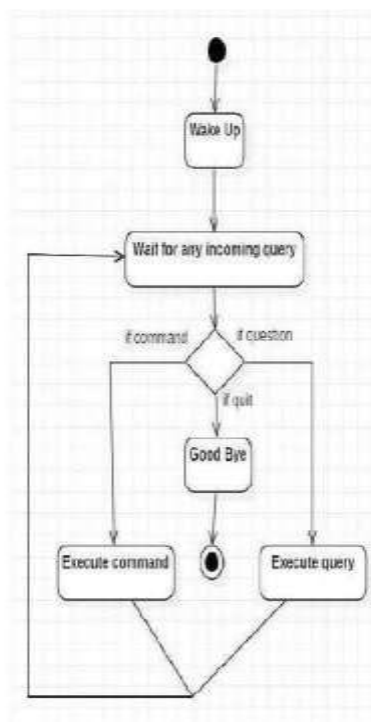 Wake Up
Wait for any incoming query
if command
if question
if quit
Good Bye
Execute command
Execute query